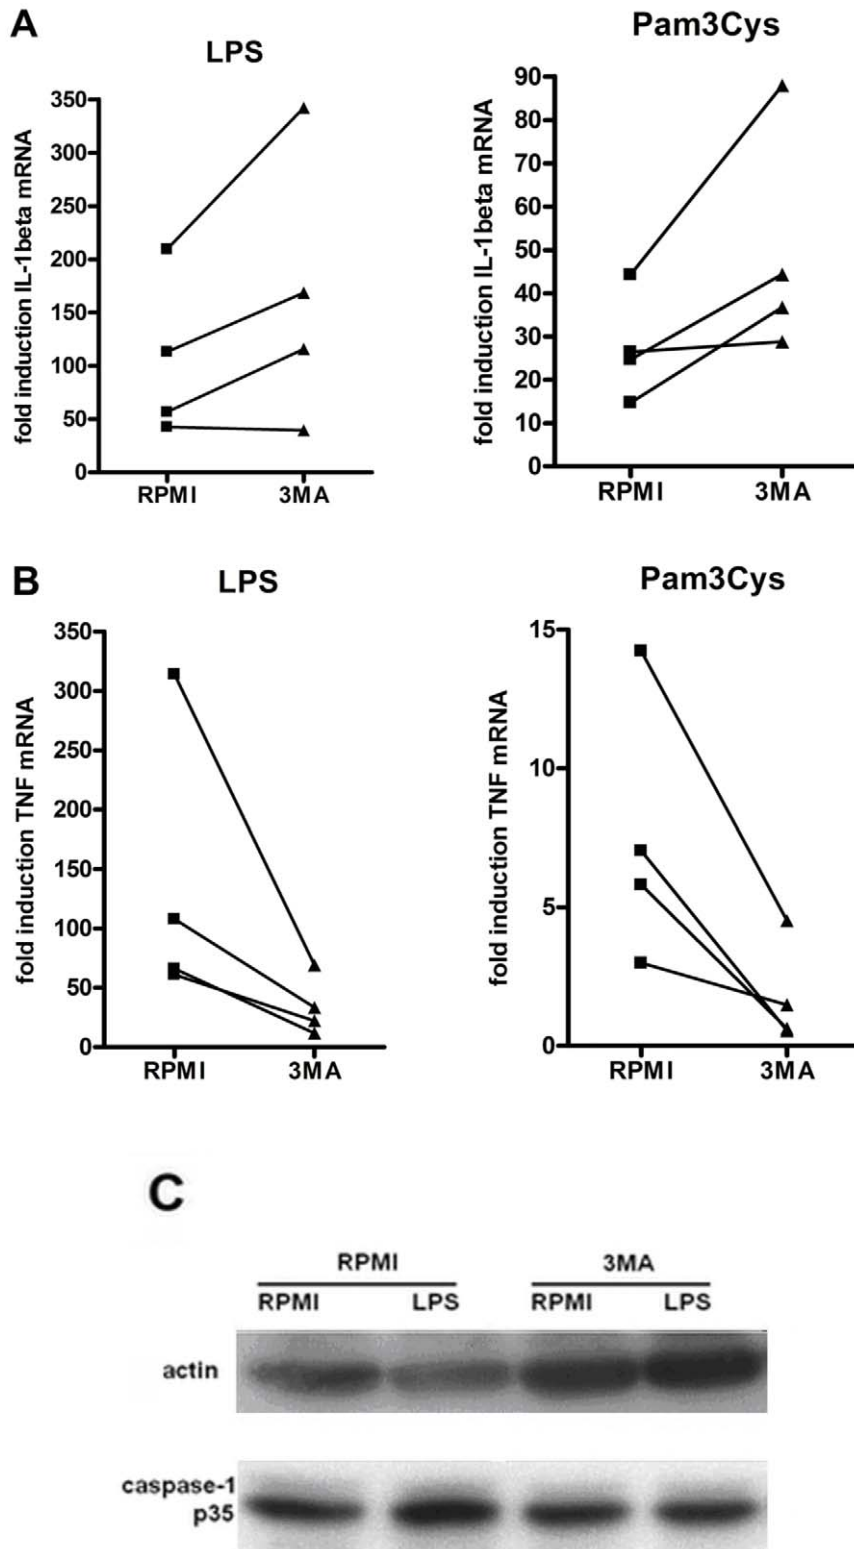 A
LPS
fold induction IL-1beta mRNA
350
300
250
200
150
100
50
0
RPMI 3MA
Pam3Cys
fold induction IL-1beta mRNA
90
80
70
60
50
40
30
20
10
0
RPMI 3MA
B
LPS
fold induction TNF mRNA
350
300
250
200
150
100
50
0
RPMI 3MA
Pam3Cys
fold induction TNF mRNA
15
10
5
0
RPMI 3MA
C
RPMI 3MA
RPMI LPS RPMI LPS
actin
caspase-1
p35